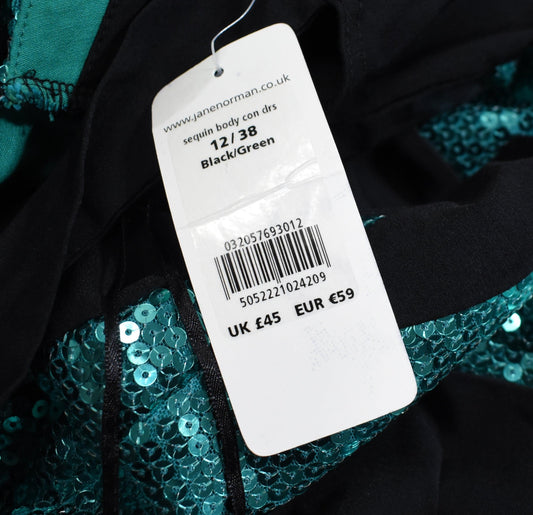 www.janenorman.co.uk
sequin body con drs
12/38
Black/Green
032057693012
5052221024209
UK £45 EUR €59